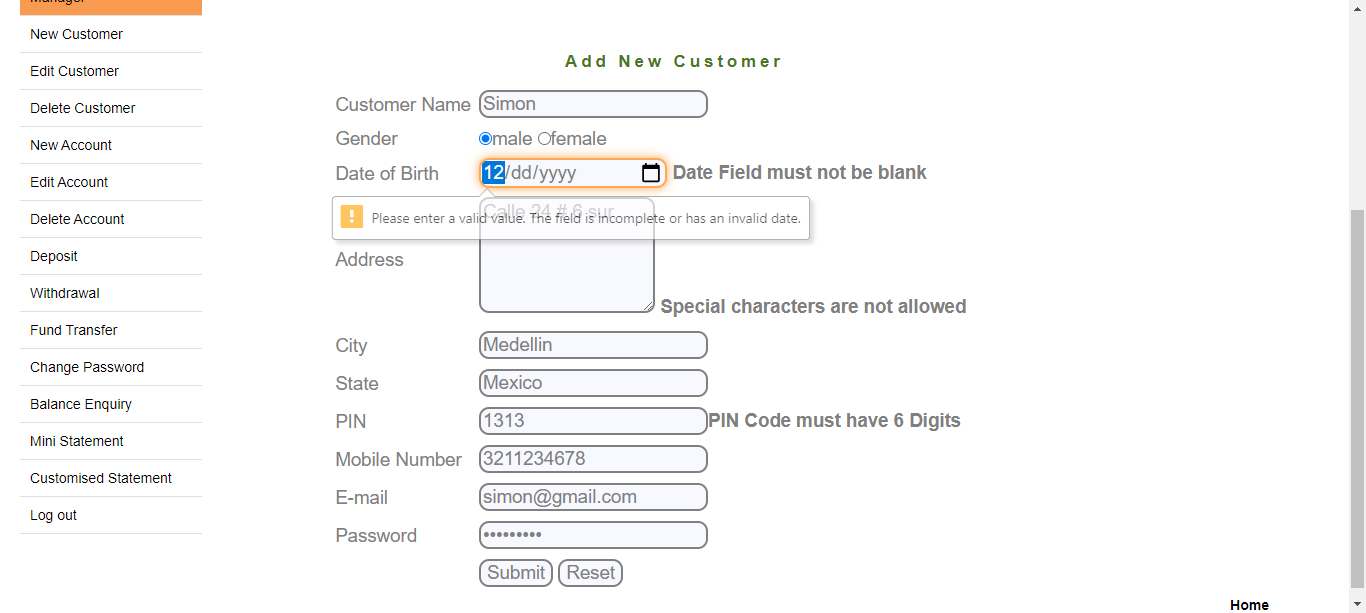 Manager
New Customer
Edit Customer
Delete Customer
New Account
Edit Account
Delete Account
Deposit
Withdrawal
Fund Transfer
Change Password
Balance Enquiry
Mini Statement
Customised Statement
Log out
Add New Customer
Customer Name Simon
Gender male female
Date of Birth 12/dd/yyyy Date Field must not be blank
Calle 24 # 6 sur
Please enter a valid value. The field is incomplete or has an invalid date.
Address
Special characters are not allowed
City Medellin
State Mexico
PIN 1313 PIN Code must have 6 Digits
Mobile Number 3211234678
E-mail simon@gmail.com
Password •••••••••
Submit Reset
Home